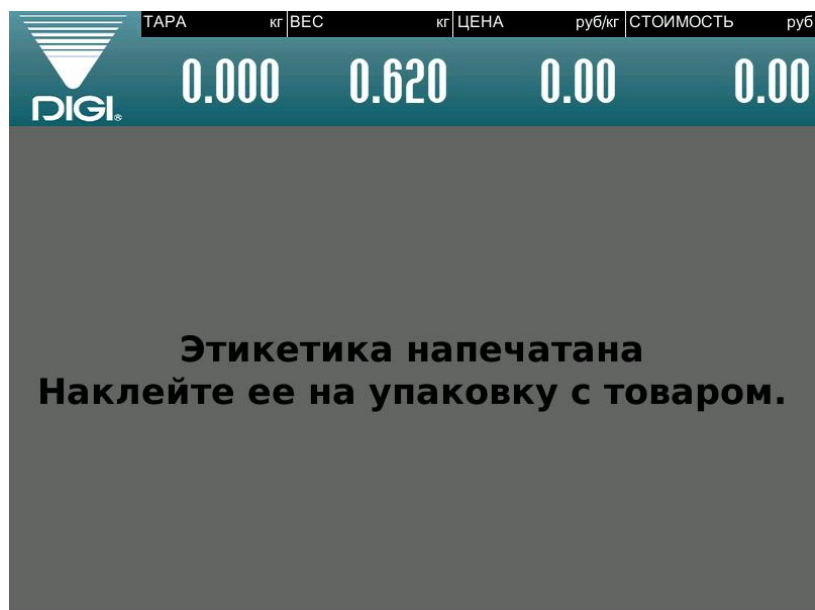 ТАРА кг ВЕС кг ЦЕНА руб/кг СТОИМОСТЬ руб
0.000 0.620 0.00 0.00
DIGI®
Этикетика напечатана
Наклейте ее на упаковку с товаром.